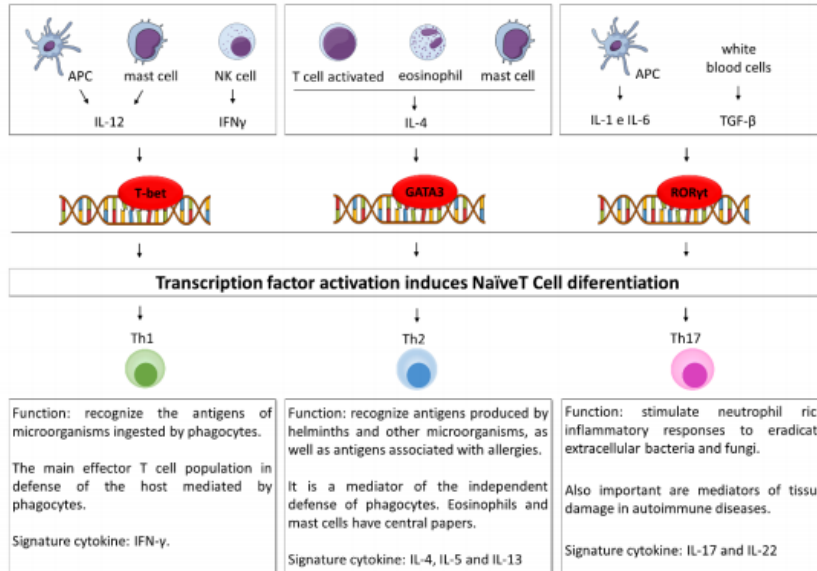 APC
mast cell
NK cell
IL-12
IFNγ
T cell activated
eosinophil
mast cell
IL-4
APC
white
blood cells
IL-1 e IL-6
TGF-β
T-bet
GATA3
RORγt
Transcription factor activation induces NaïveT Cell diferentiation
Th1
Th2
Th17
Function: recognize the antigens of
microorganisms ingested by phagocytes.
The main effector T cell population in
defense of the host mediated by
phagocytes.
Signature cytokine: IFN-γ.
Function: recognize antigens produced by
helminths and other microorganisms, as
well as antigens associated with allergies.
It is a mediator of the independent
defense of phagocytes. Eosinophils and
mast cells have central papers.
Signature cytokine: IL-4, IL-5 and IL-13
Function: stimulate neutrophil ric
inflammatory responses to eradicat
extracellular bacteria and fungi.
Also important are mediators of tissu
damage in autoimmune diseases.
Signature cytokine: IL-17 and IL-22